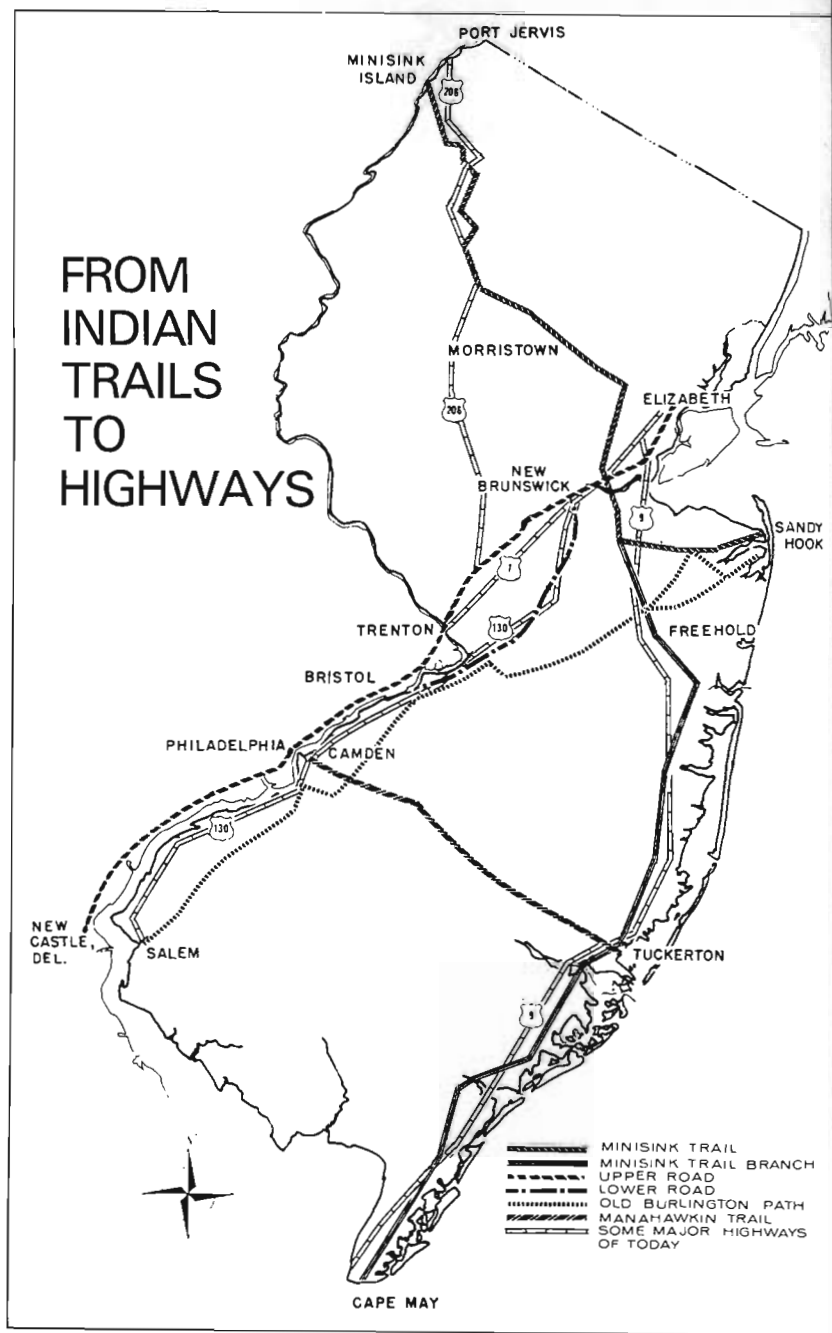 PORT JERVIS
MINISINK
ISLAND
206
FROM
INDIAN
TRAILS
TO
HIGHWAYS
MORRISTOWN
ELIZABETH
206
NEW
BRUNSWICK
9
SANDY
HOOK
1
TRENTON
130
FREEHOLD
BRISTOL
PHILADELPHIA
CAMDEN
130
NEW
CASTLE,
DEL.
SALEM
TUCKERTON
9
MINISINK TRAIL
MINISINK TRAIL BRANCH
UPPER ROAD
LOWER ROAD
OLD BURLINGTON PATH
MANAHAWKIN TRAIL
SOME MAJOR HIGHWAYS
OF TODAY
CAPE MAY